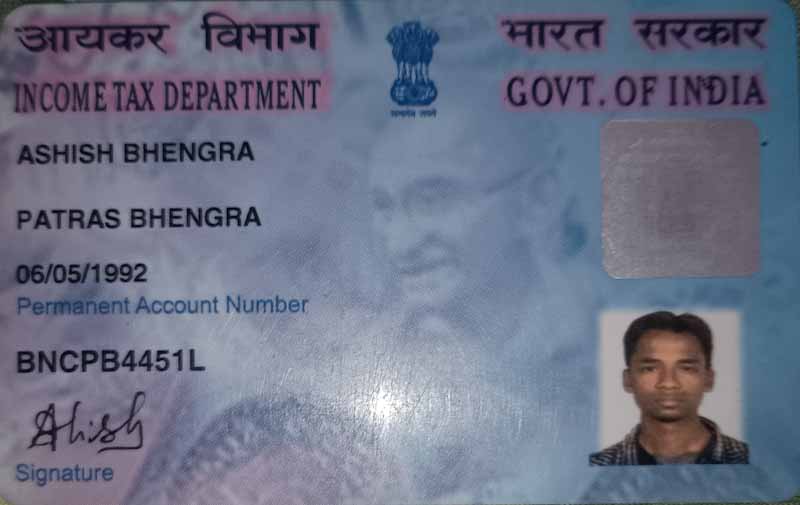 आयकर विभाग
INCOME TAX DEPARTMENT
भारत सरकार
GOVT. OF INDIA
सत्यमेव जयते
ASHISH BHENGRA
PATRAS BHENGRA
06/05/1992
Permanent Account Number
BNCPB4451L
Ashish
Signature